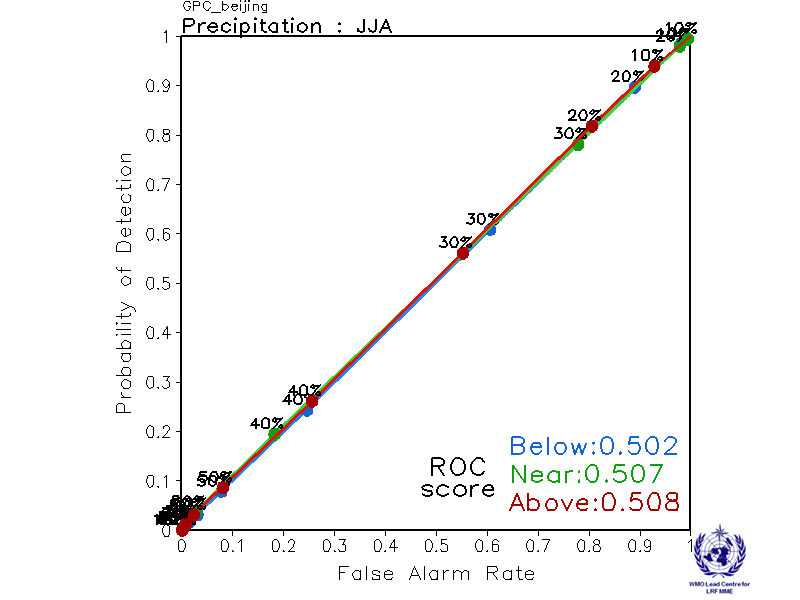 GPC_beijing
Precipitation : JJA
10%
20%
1
10%
20%
0.9
20%
30%
0.8
0.7
0.6
30%
30%
0.5
0.4
0.3
40%
40%
0.2
40%
0.1
50%
50%
50%
0
Probability of Detection
Below:0.502
ROC
score
Near:0.507
Above:0.508
0 0.1 0.2 0.3 0.4 0.5 0.6 0.7 0.8 0.9 1
False Alarm Rate
WMO Lead Centre for
LRF MME